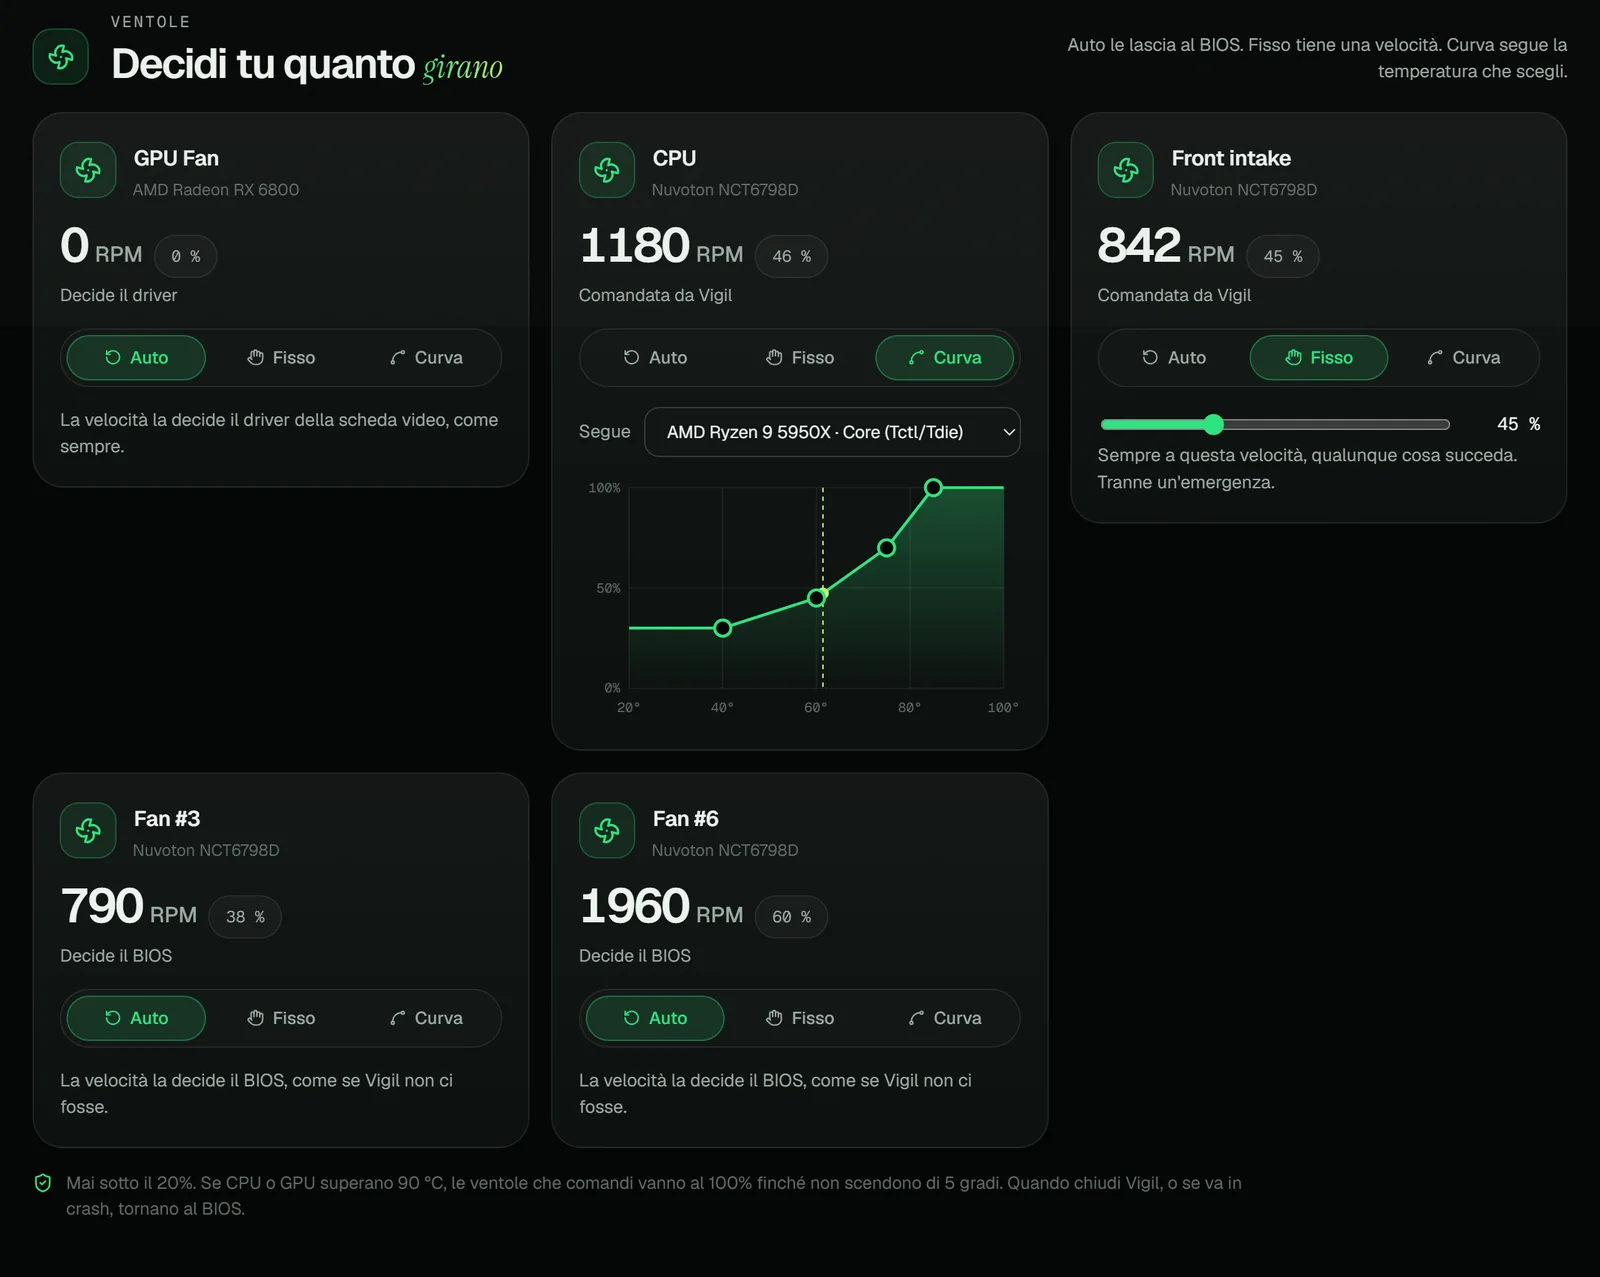 VENTOLE
Decidi tu quanto girano
Auto le lascia al BIOS. Fisso tiene una velocità. Curva segue la
temperatura che scegli.
GPU Fan
AMD Radeon RX 6800
0 RPM 0 %
Decide il driver
Auto Fisso Curva
La velocità la decide il driver della scheda video, come
sempre.
CPU
Nuvoton NCT6798D
1180 RPM 46 %
Comandata da Vigil
Auto Fisso Curva
Segue AMD Ryzen 9 5950X · Core (Tctl/Tdie)
100%
50%
0%
20° 40° 60° 80° 100°
Front intake
Nuvoton NCT6798D
842 RPM 45 %
Comandata da Vigil
Auto Fisso Curva
45 %
Sempre a questa velocità, qualunque cosa succeda.
Tranne un'emergenza.
Fan #3
Nuvoton NCT6798D
790 RPM 38 %
Decide il BIOS
Auto Fisso Curva
La velocità la decide il BIOS, come se Vigil non ci
fosse.
Fan #6
Nuvoton NCT6798D
1960 RPM 60 %
Decide il BIOS
Auto Fisso Curva
La velocità la decide il BIOS, come se Vigil non ci
fosse.
Mai sotto il 20%. Se CPU o GPU superano 90 °C, le ventole che comandi vanno al 100% finché non scendono di 5 gradi. Quando chiudi Vigil, o se va in
crash, tornano al BIOS.